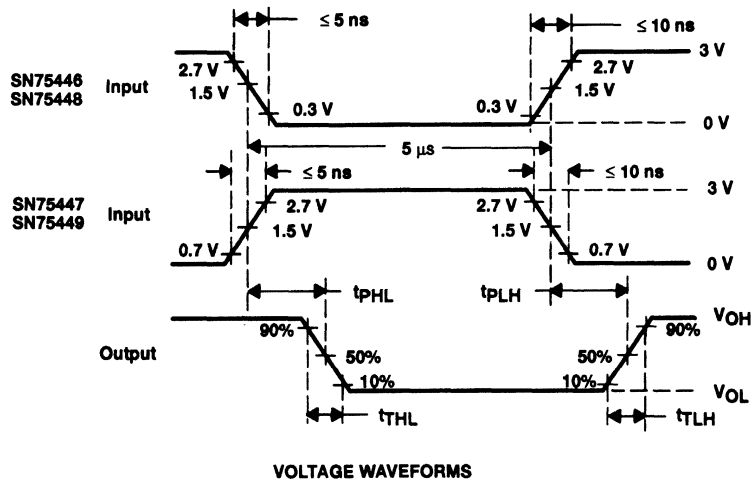 ≤ 5 ns ≤ 10 ns
SN75446
SN75448
Input
2.7 V
1.5 V
0.3 V
0.3 V
2.7 V
1.5 V
3 V
0 V
5 μs
≤ 5 ns ≤ 10 ns
SN75447
SN75449
Input
2.7 V
1.5 V
0.7 V
2.7 V
1.5 V
0.7 V
3 V
0 V
tPHL tPLH
Output
90%
50%
10%
10%
50%
90%
VOH
VOL
tTHL tTLH
VOLTAGE WAVEFORMS